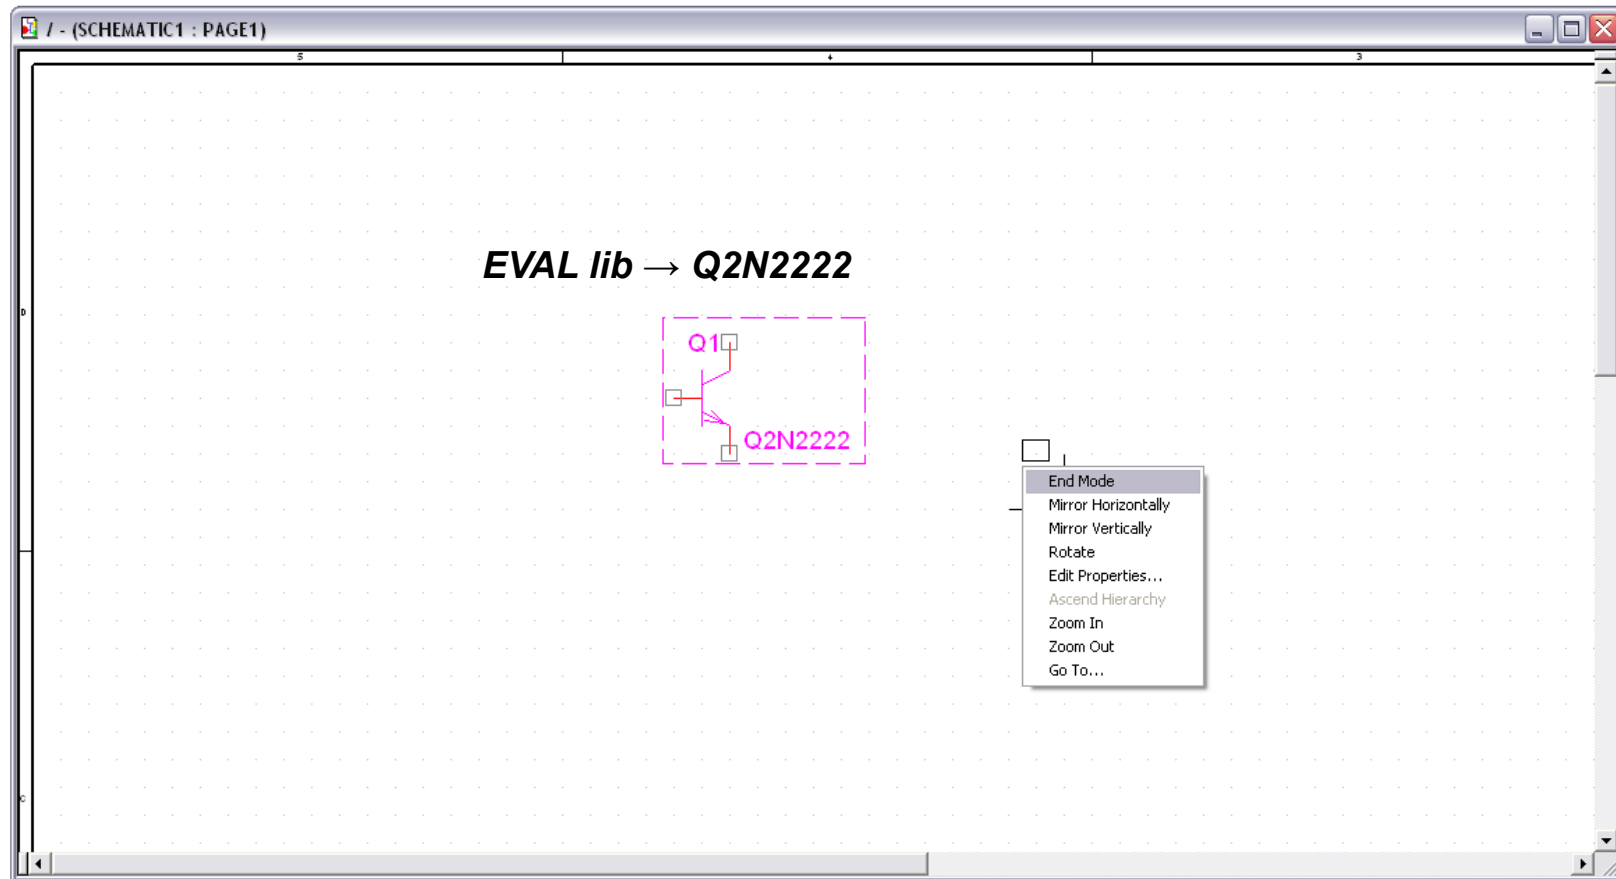 / - (SCHEMATIC1 : PAGE1)
5 4 3
EVAL lib → Q2N2222
D
Q1
Q2N2222
End Mode
Mirror Horizontally
Mirror Vertically
Rotate
Edit Properties...
Ascend Hierarchy
Zoom In
Zoom Out
Go To...
C